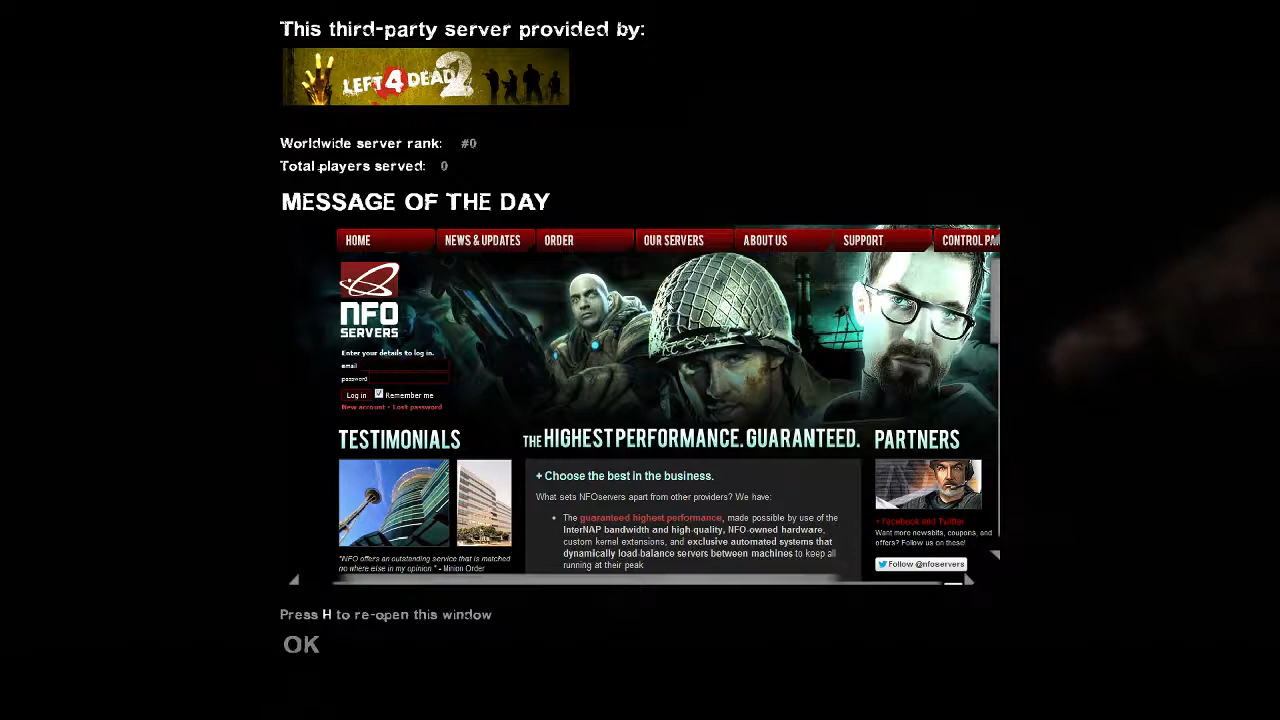 This third-party server provided by:
LEFT 4 DEAD 2
Worldwide server rank: #0
Total players served: 0
MESSAGE OF THE DAY
HOME NEWS & UPDATES ORDER OUR SERVERS ABOUT US SUPPORT CONTROL PA
NFO
SERVERS
Enter your details to log in.
email
password
Log in Remember me
New account - Lost password
TESTIMONIALS
"NFO offers an outstanding service that is matched
no where else in my opinion." - Minion Order
THE HIGHEST PERFORMANCE. GUARANTEED.
+ Choose the best in the business.
What sets NFOservers apart from other providers? We have:
• The guaranteed highest performance, made possible by use of the
InterNAP bandwidth and high-quality, NFO-owned hardware,
custom kernel extensions, and exclusive automated systems that
dynamically load-balance servers between machines to keep all
running at their peak
PARTNERS
+ Facebook and Twitter
Want more newsbits, coupons, and
offers? Follow us on these!
Follow @nfoservers
Press H to re-open this window
OK